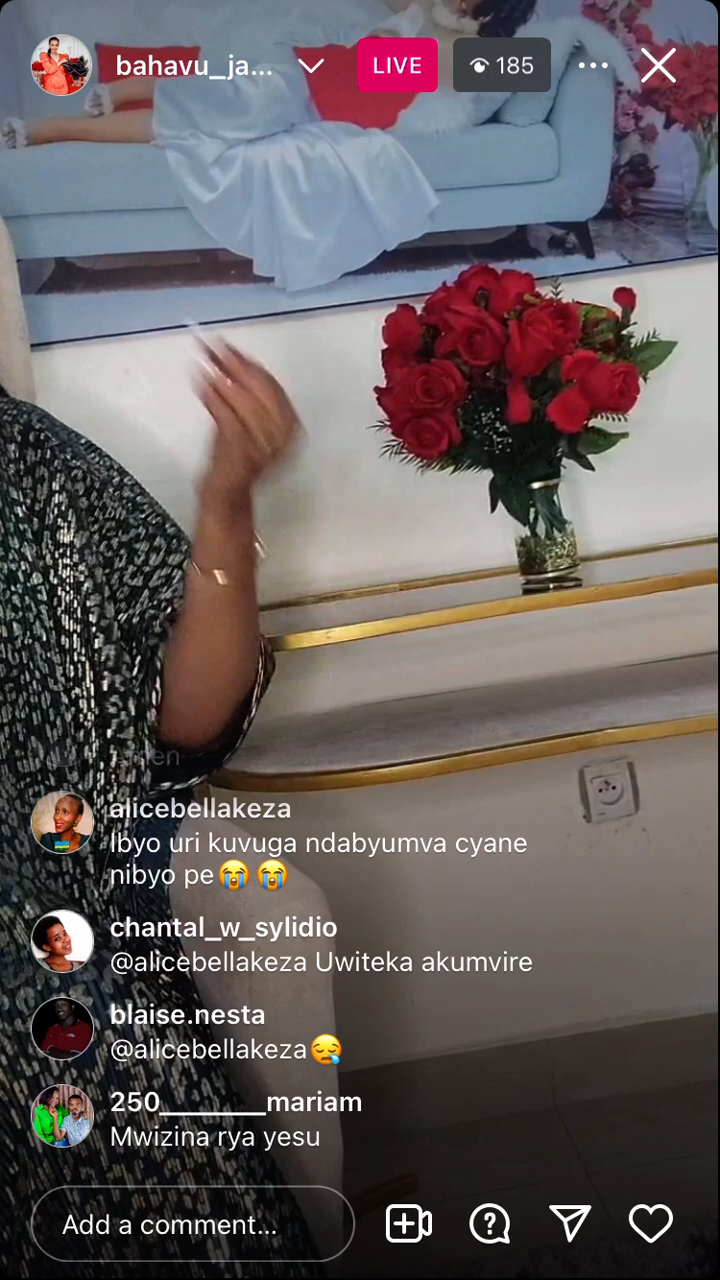 bahavu_ja...
LIVE
185
alicebellakeza
Ibyo uri kuvuga ndabyumva cyane
nibyo pe😭😭
chantal_w_sylidio
@alicebellakeza Uwiteka akumvire
blaise.nesta
@alicebellakeza😪
250________mariam
Mwizina rya yesu
Add a comment...